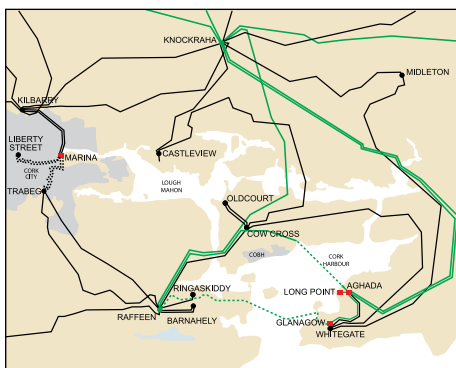 KNOCKRAHA
MIDLETON
KILBARRY
LIBERTY
STREET
CORK
CITY
MARINA
CASTLEVIEW
TRABEG
LOUGH
MAHON
OLDCOURT
COW CROSS
COBH
CORK
HARBOUR
RINGASKIDDY
LONG POINT
AGHADA
RAFFEEN
BARNAHELY
GLANAGOW
WHITEGATE